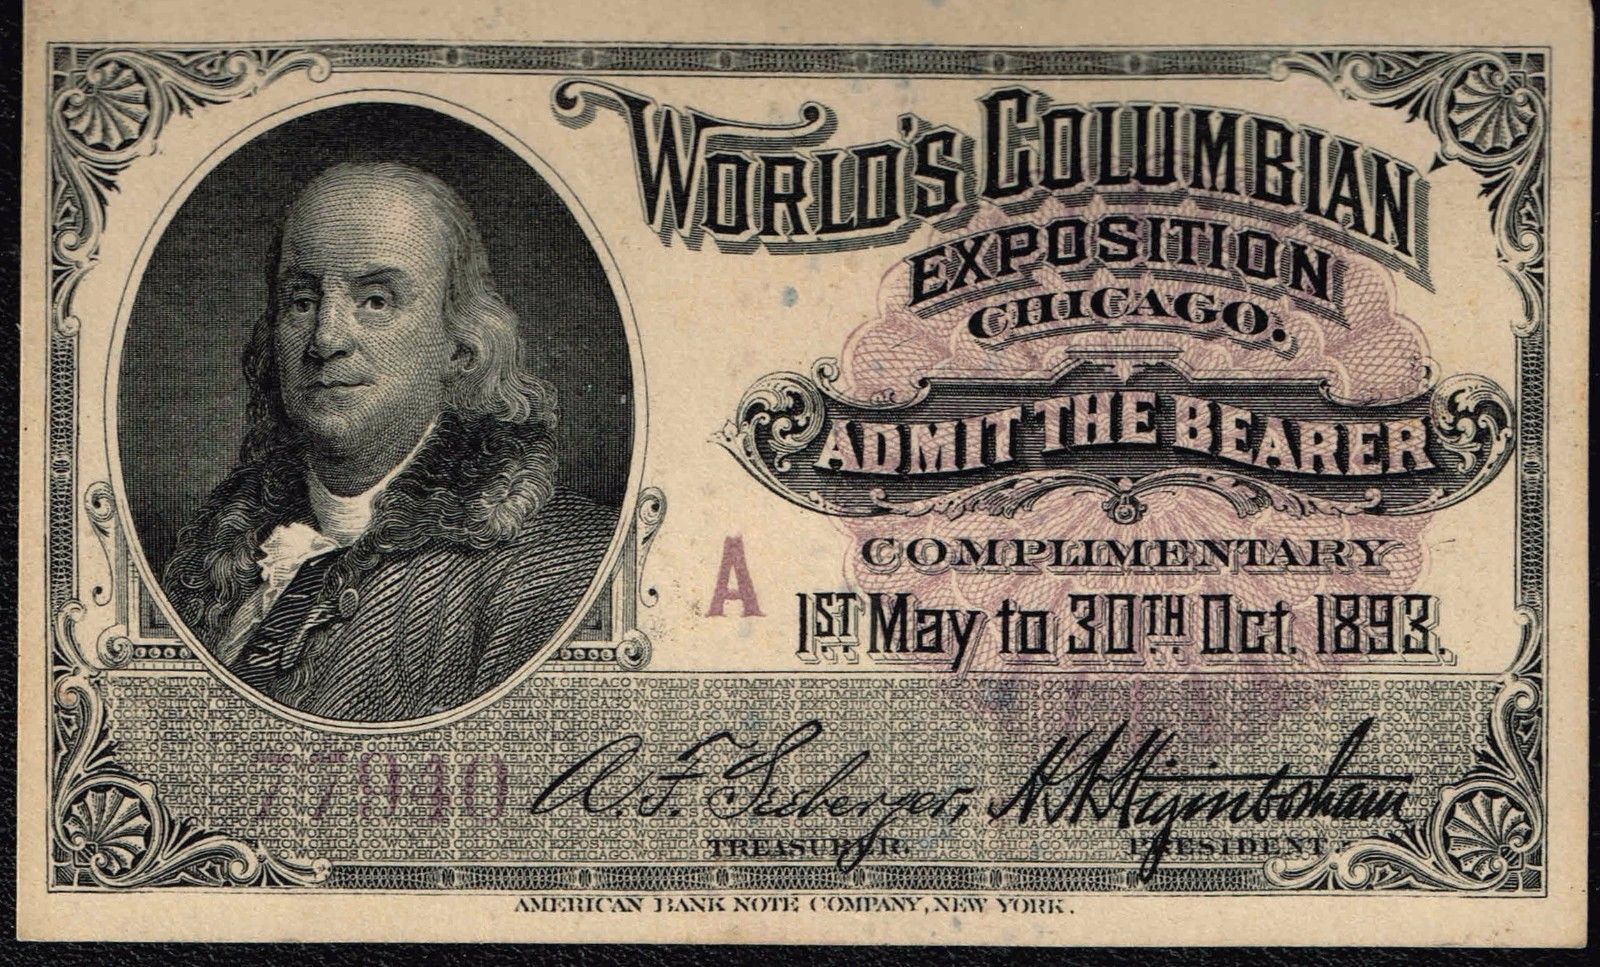 WORLD'S COLUMBIAN
EXPOSITION
CHICAGO.
ADMIT THE BEARER
COMPLIMENTARY
A
1ST. May to 30TH. Oct. 1893.
77940
A. F. Seeberger,
TREASURER.
H. N. Higinbotham
PRESIDENT.
AMERICAN BANK NOTE COMPANY, NEW YORK.